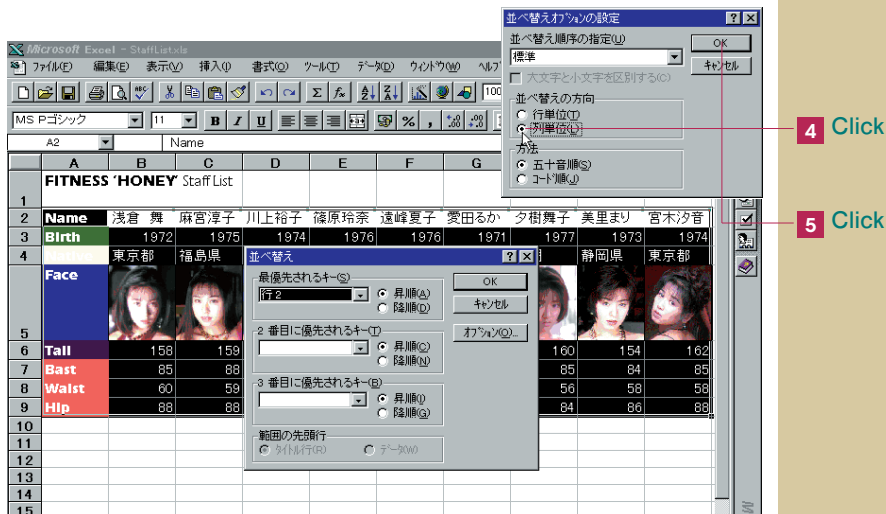 並べ替えオプションの設定
並べ替え順序の指定(U)
標準
OK
キャンセル
大文字と小文字を区別する(C)
並べ替えの方向
行単位(T)
列単位(L)
方法
五十音順(S)
コード順(J)
4 Click
5 Click
Microsoft Excel - StaffList.xls
ファイル(F) 編集(E) 表示(V) 挿入(I) 書式(O) ツール(T) データ(D) ウィンドウ(W) ヘルプ
100
MS Pゴシック 11 B I U % ,
A2 Name
A B C D E F G
1 FITNESS ‘HONEY’ Staff List
2 Name 浅倉 舞 麻宮淳子 川上裕子 篠原玲奈 遠峰夏子 愛田るか 夕樹舞子 美里まり 宮本汐音
3 Birth 1972 1975 1974 1976 1976 1971 1977 1973 1974
4 東京都 福島県 静岡県 東京都
5 Face
6 Tall 158 159 160 154 162
7 Bast 85 88 85 84 85
8 Waist 60 59 56 58 58
9 Hip 88 88 84 86 88
10
11
12
13
14
15
並べ替え
最優先されるキー(S)
行 2
昇順(A)
降順(D)
2 番目に優先されるキー(T)
昇順(C)
降順(N)
3 番目に優先されるキー(B)
昇順(I)
降順(G)
範囲の先頭行
タイトル行(R) データ(W)
OK
キャンセル
オプション(O)...